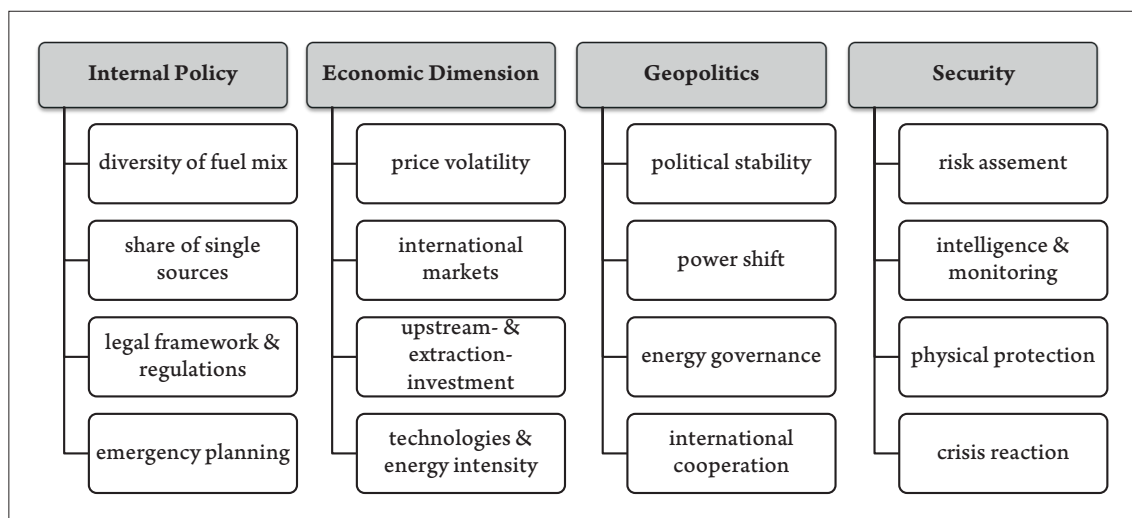 Internal Policy
diversity of fuel mix
share of single
sources
legal framework &
regulations
emergency planning
Economic Dimension
price volatility
international
markets
upstream- &
extraction-
investment
technologies &
energy intensity
Geopolitics
political stability
power shift
energy governance
international
cooperation
Security
risk assement
intelligence &
monitoring
physical protection
crisis reaction